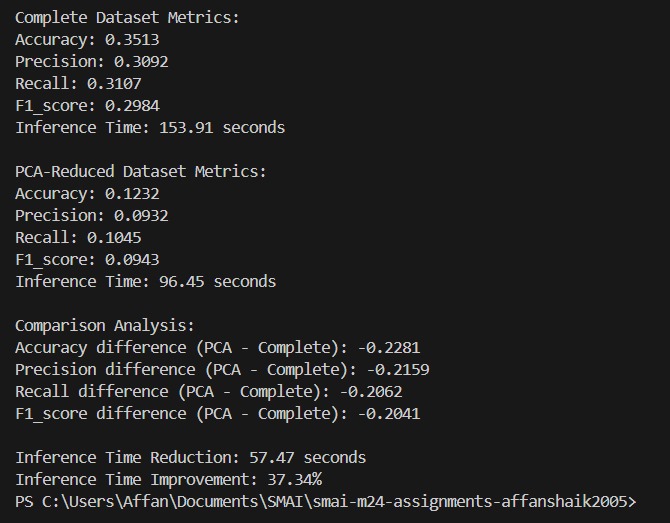 Complete Dataset Metrics:
Accuracy: 0.3513
Precision: 0.3092
Recall: 0.3107
F1_score: 0.2984
Inference Time: 153.91 seconds
PCA-Reduced Dataset Metrics:
Accuracy: 0.1232
Precision: 0.0932
Recall: 0.1045
F1_score: 0.0943
Inference Time: 96.45 seconds
Comparison Analysis:
Accuracy difference (PCA - Complete): -0.2281
Precision difference (PCA - Complete): -0.2159
Recall difference (PCA - Complete): -0.2062
F1_score difference (PCA - Complete): -0.2041
Inference Time Reduction: 57.47 seconds
Inference Time Improvement: 37.34%
PS C:\Users\Affan\Documents\SMAI\smai-m24-assignments-affanshaik2005>